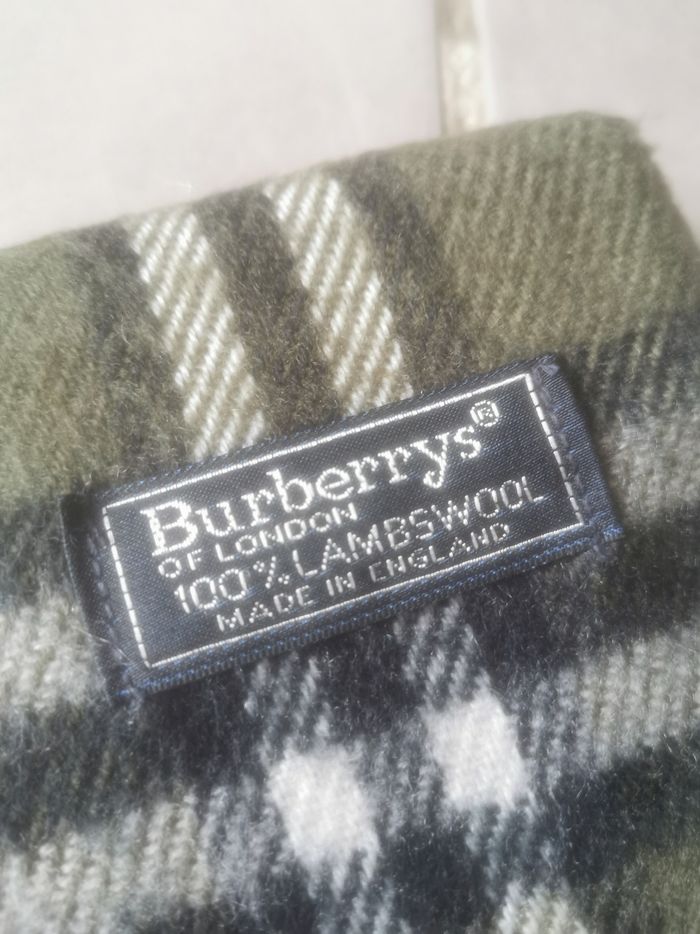 Burberrys®
OF LONDON
100% LAMBSWOOL
MADE IN ENGLAND